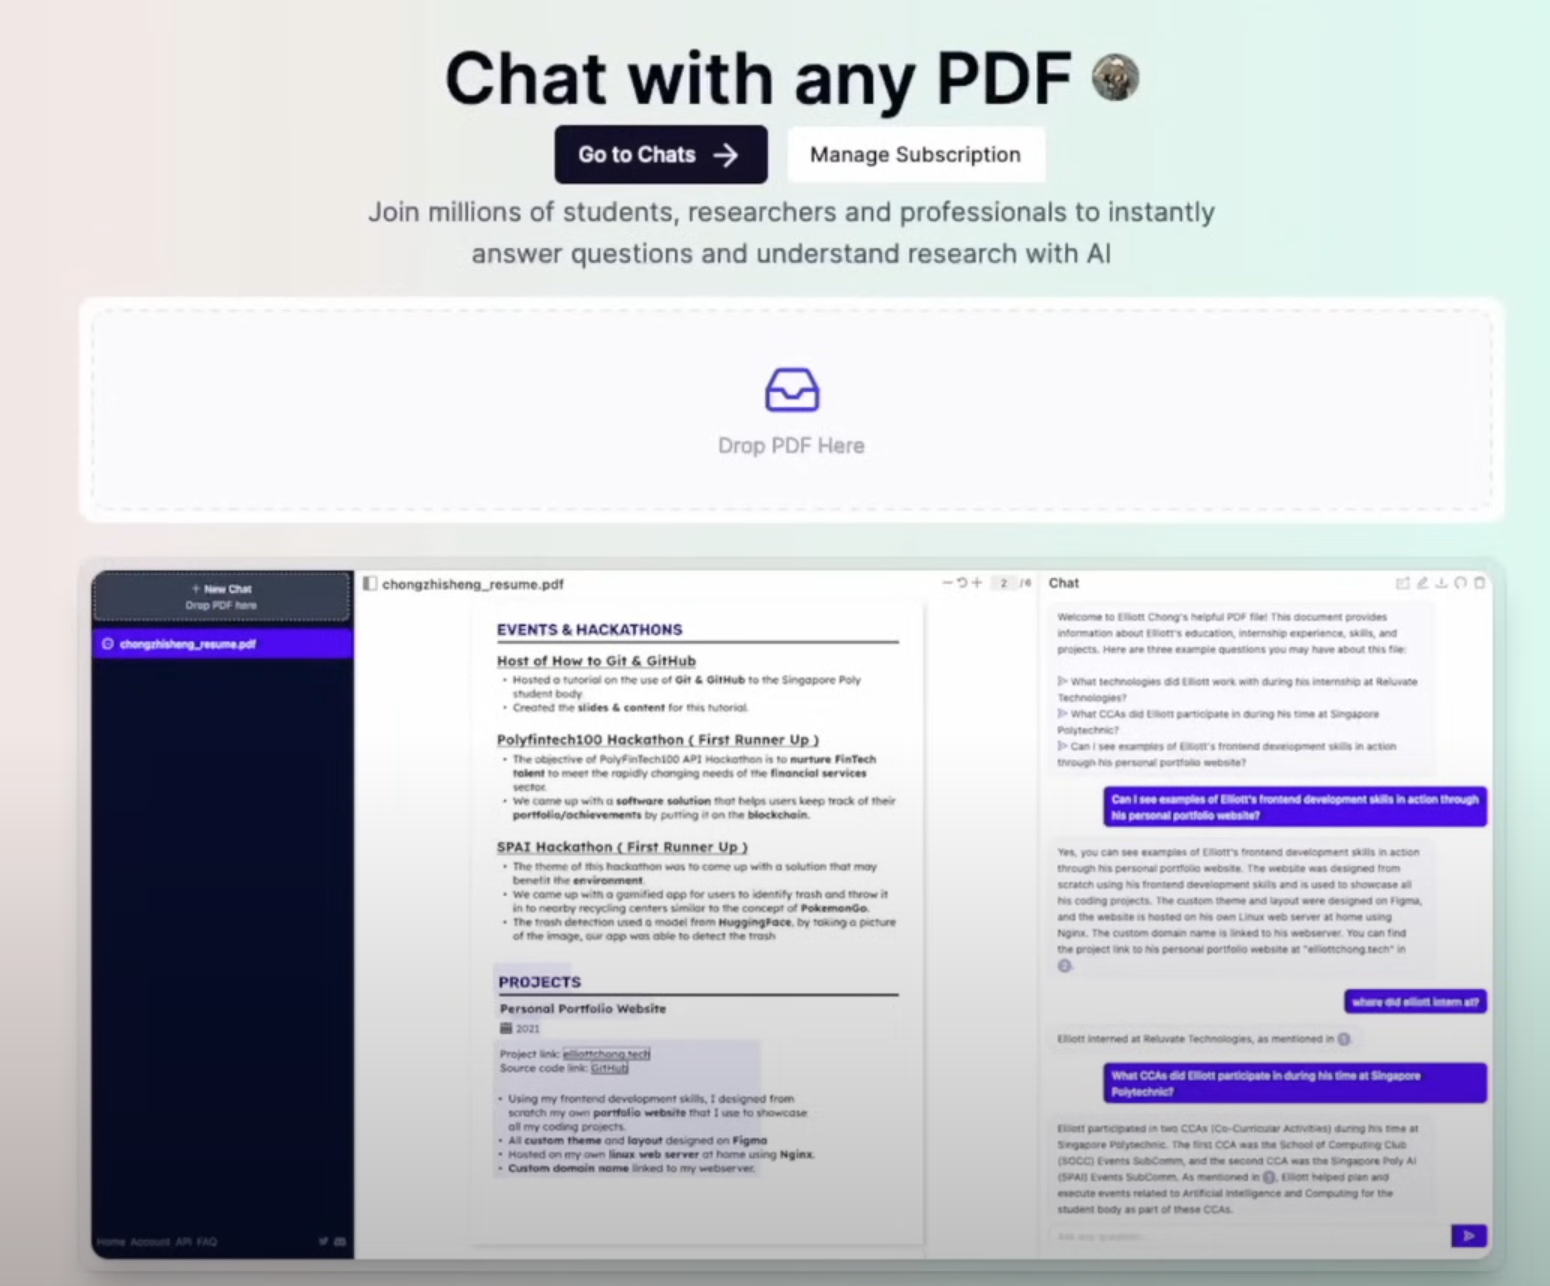 Chat with any PDF
Go to Chats
Manage Subscription
Join millions of students, researchers and professionals to instantly
answer questions and understand research with AI
Drop PDF Here
+ New Chat
Drop PDF here
chongzhisheng_resume.pdf
Home Account API FAQ
chongzhisheng_resume.pdf
2 /6
EVENTS & HACKATHONS
Host of How to Git & GitHub
• Hosted a tutorial on the use of Git & GitHub to the Singapore Poly
student body
• Created the slides & content for this tutorial.
Polyfintech100 Hackathon ( First Runner Up )
• The objective of PolyFinTech100 API Hackathon is to nurture FinTech
talent to meet the rapidly changing needs of the financial services
sector.
• We came up with a software solution that helps users keep track of their
portfolio/achievements by putting it on the blockchain.
SPAI Hackathon ( First Runner Up )
• The theme of this hackathon was to come up with a solution that may
benefit the environment.
• We came up with a gamified app for users to identify trash and throw it
in to nearby recycling centers similar to the concept of PokemonGo.
• The trash detection used a model from HuggingFace, by taking a picture
of the image, our app was able to detect the trash
PROJECTS
Personal Portfolio Website
2021
Project link: elliottchong.tech
Source code link: GitHub
• Using my frontend development skills, I designed from
scratch my own portfolio website that I use to showcase
all my coding projects.
• All custom theme and layout designed on Figma
• Hosted on my own linux web server at home using Nginx.
• Custom domain name linked to my webserver.
Chat
Welcome to Elliott Chong's helpful PDF file! This document provides
information about Elliott's education, internship experience, skills, and
projects. Here are three example questions you may have about this file:
What technologies did Elliott work with during his internship at Reluvate
Technologies?
What CCAs did Elliott participate in during his time at Singapore
Polytechnic?
Can I see examples of Elliott's frontend development skills in action
through his personal portfolio website?
Can I see examples of Elliott's frontend development skills in action through
his personal portfolio website?
Yes, you can see examples of Elliott's frontend development skills in action
through his personal portfolio website. The website was designed from
scratch using his frontend development skills and is used to showcase all
his coding projects. The custom theme and layout were designed on Figma,
and the website is hosted on his own Linux web server at home using
Nginx. The custom domain name is linked to his webserver. You can find
the project link to his personal portfolio website at "elliottchong.tech" in
2.
where did elliott intern at?
Elliott interned at Reluvate Technologies, as mentioned in 1.
What CCAs did Elliott participate in during his time at Singapore
Polytechnic?
Elliott participated in two CCAs (Co-Curricular Activities) during his time at
Singapore Polytechnic. The first CCA was the School of Computing Club
(SOCC) Events SubComm, and the second CCA was the Singapore Poly AI
(SPAI) Events SubComm. As mentioned in 1, Elliott helped plan and
execute events related to Artificial Intelligence and Computing for the
student body as part of these CCAs.
Ask any question...